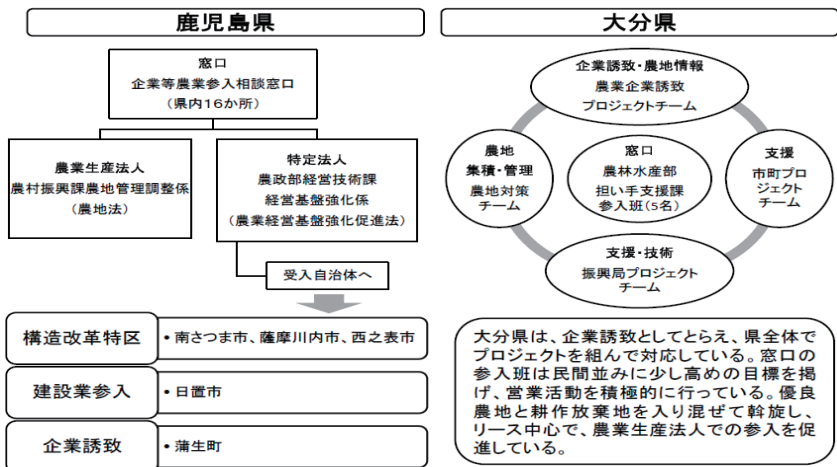 鹿児島県
窓口
企業等農業参入相談窓口
（県内16か所）
農業生産法人
農村振興課農地管理調整係
（農地法）
特定法人
農政部経営技術課
経営基盤強化係
（農業経営基盤強化促進法）
受入自治体へ
構造改革特区
・南さつま市、薩摩川内市、西之表市
建設業参入
・日置市
企業誘致
・蒲生町
大分県
企業誘致・農地情報
農業企業誘致
プロジェクトチーム
農地
集積・管理
農地対策
チーム
窓口
農林水産部
担い手支援課
参入班（5名）
支援
市町プロ
ジェクト
チーム
支援・技術
振興局プロジェクト
チーム
大分県は、企業誘致としてとらえ、県全体で
プロジェクトを組んで対応している。窓口の
参入班は民間並みに少し高めの目標を掲
げ、営業活動を積極的に行っている。優良
農地と耕作放棄地を入り混ぜて斡旋し、
リース中心で、農業生産法人での参入を促
進している。